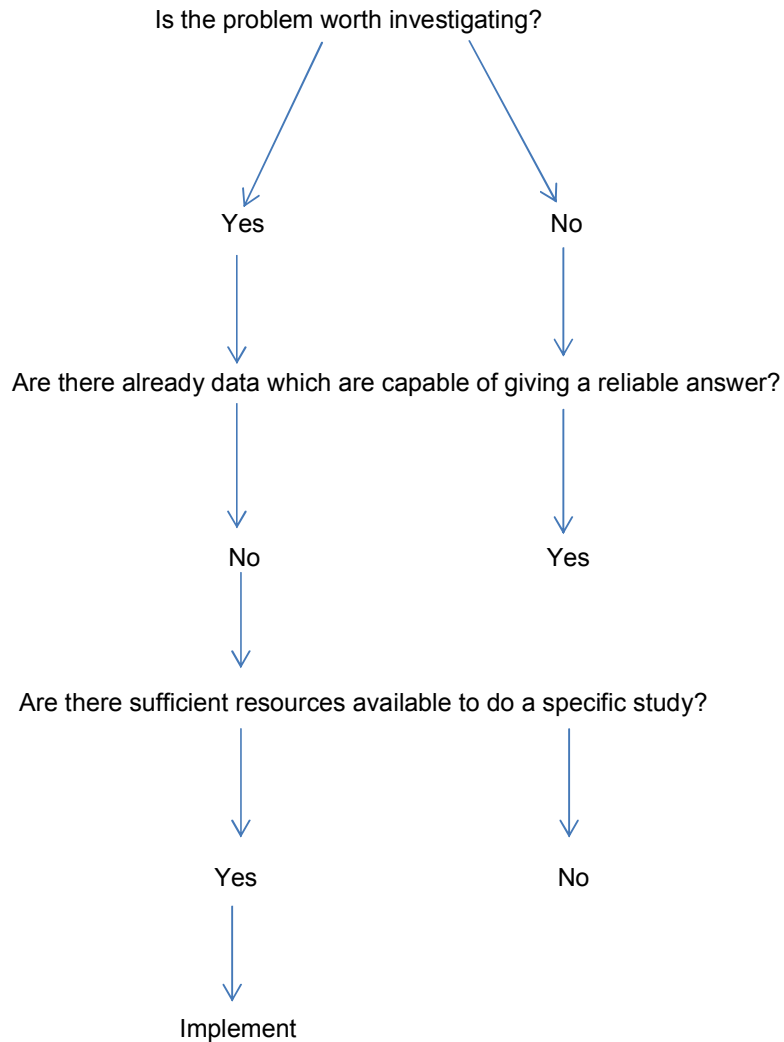 Is the problem worth investigating?
Yes
No
Are there already data which are capable of giving a reliable answer?
No
Yes
Are there sufficient resources available to do a specific study?
Yes
No
Implement